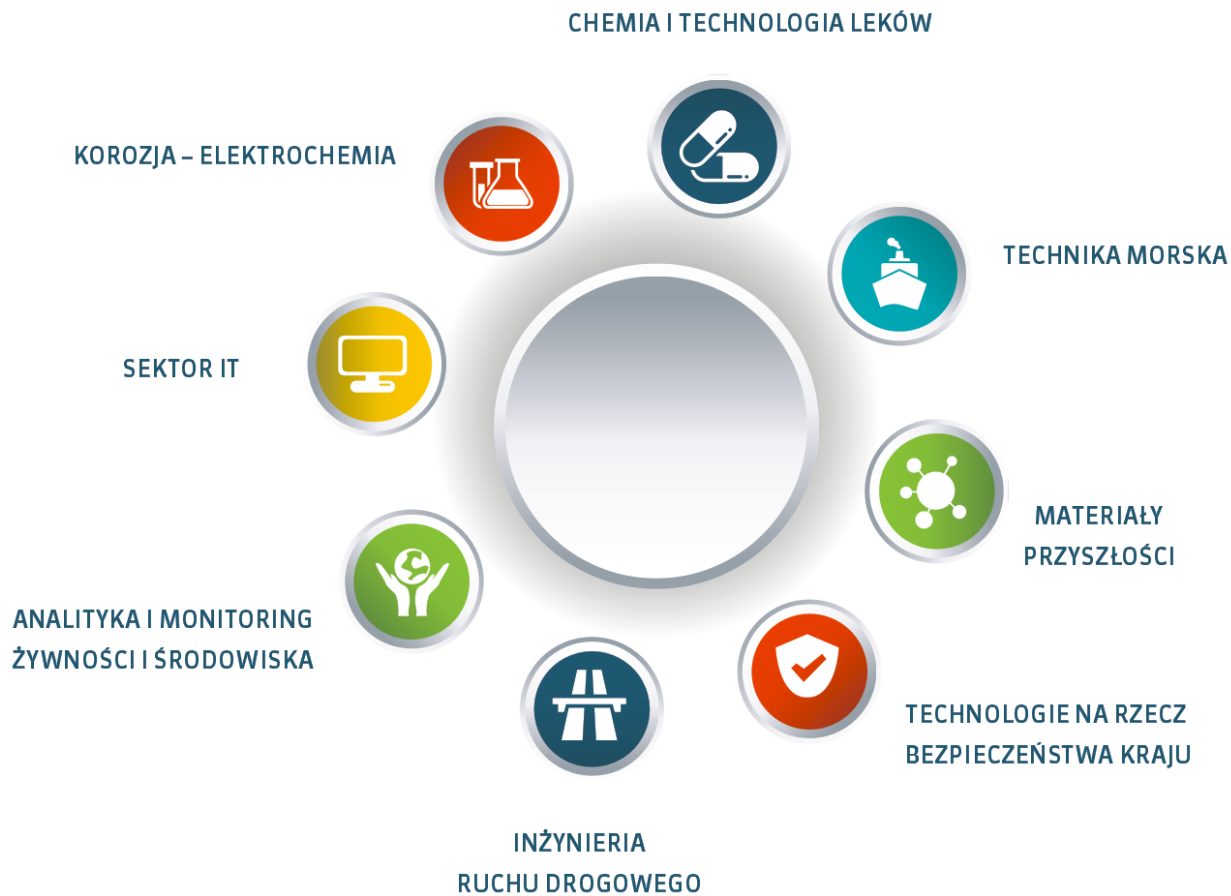 CHEMIA I TECHNOLOGIA LEKÓW
KOROZJA – ELEKTROCHEMIA
TECHNIKA MORSKA
SEKTOR IT
MATERIAŁY
PRZYSZŁOŚCI
ANALITYKA I MONITORING
ŻYWNOŚCI I ŚRODOWISKA
TECHNOLOGIE NA RZECZ
BEZPIECZEŃSTWA KRAJU
INŻYNIERIA
RUCHU DROGOWEGO